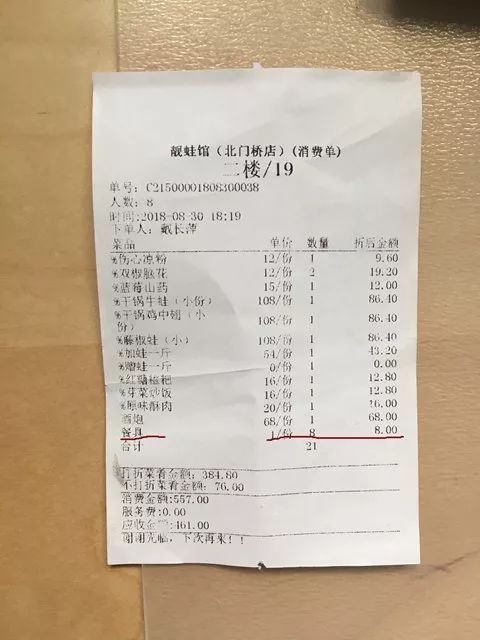 靓蛙馆（北门桥店）(消费单)
二楼/19
单号: C21500001808300038
人数: 8
时间:2018-08-30 18:19
下单人: 戴长萍
菜品 单价 数量 折后金额
%伤心凉粉 12/份 1 9.60
%双椒脆花 12/份 2 19.20
%蓝莓山药 15/份 1 12.00
%干锅牛蛙（小份） 108/份 1 86.40
%干锅鸡中翅（小
份） 108/份 1 86.40
%藤椒蛙（小） 108/份 1 86.40
%加蛙一斤 54/份 1 43.20
%赠蛙一斤 0/份 1 0.00
%红糖糍粑 16/份 1 12.80
%芽菜炒饭 16/份 1 12.80
%原味酥肉 20/份 1 16.00
酒炮 68/份 1 68.00
餐具 1/份 8 8.00
合计 21
打折菜肴金额: 384.80
不打折菜肴金额: 76.00
消费金额:557.00
服务费:0.00
应收金额:461.00
谢谢光临, 下次再来!!